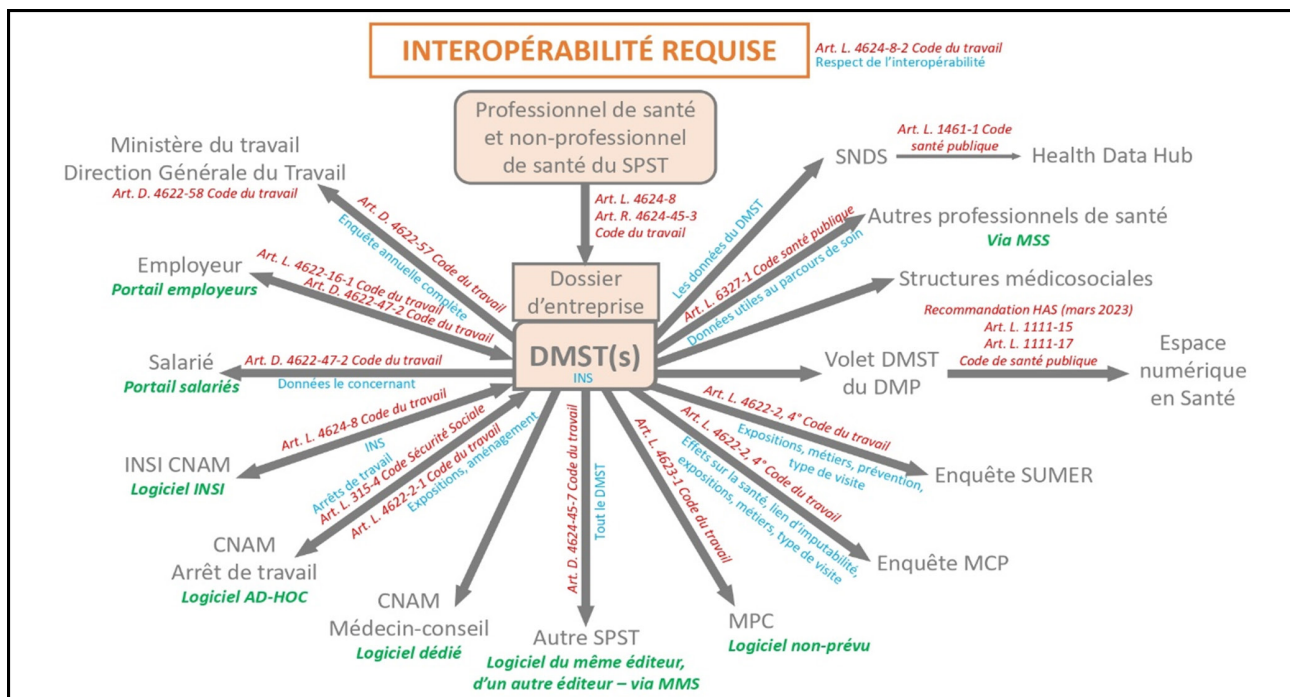 INTEROPÉRABILITÉ REQUISE
Art. L. 4624-8-2 Code du travail
Respect de l'interopérabilité
Professionnel de santé
et non-professionnel
de santé du SPST
Art. L. 4624-8
Art. R. 4624-45-3
Code du travail
Dossier
d'entreprise
DMST(s)
INS
Ministère du travail
Direction Générale du Travail
Art. D. 4622-58 Code du travail
Art. D. 4622-57 Code du travail
Enquête annuelle complète
Employeur
Portail employeurs
Art. L. 4622-16-1 Code du travail
Art. D. 4622-47-2 Code du travail
Salarié
Portail salariés
Art. D. 4622-47-2 Code du travail
Données le concernant
INSI CNAM
Logiciel INSI
Art. L. 4624-8 Code du travail
INS
CNAM
Arrêt de travail
Logiciel AD-HOC
Arrêts de travail
Art. L. 315-4 Code Sécurité Sociale
Art. L. 4622-2-1 Code du travail
Expositions, aménagement
CNAM
Médecin-conseil
Logiciel dédié
Autre SPST
Logiciel du même éditeur,
d'un autre éditeur – via MMS
Art. D. 4624-45-7 Code du travail
Tout le DMST
MPC
Logiciel non-prévu
Art. L. 4623-1 Code du travail
Enquête MCP
Art. L. 4622-2, 4° Code du travail
Effets sur la santé, lien d'imputabilité,
expositions, métiers, type de visite
Enquête SUMER
Art. L. 4622-2, 4° Code du travail
Expositions, métiers, prévention,
type de visite
Volet DMST
du DMP
Recommandation HAS (mars 2023)
Art. L. 1111-15
Art. L. 1111-17
Code de santé publique
Espace
numérique
en Santé
Structures médicosociales
Autres professionnels de santé
Via MSS
Art. L. 6327-1 Code santé publique
Données utiles au parcours de soin
SNDS
Les données du DMST
Art. L. 1461-1 Code
santé publique
Health Data Hub